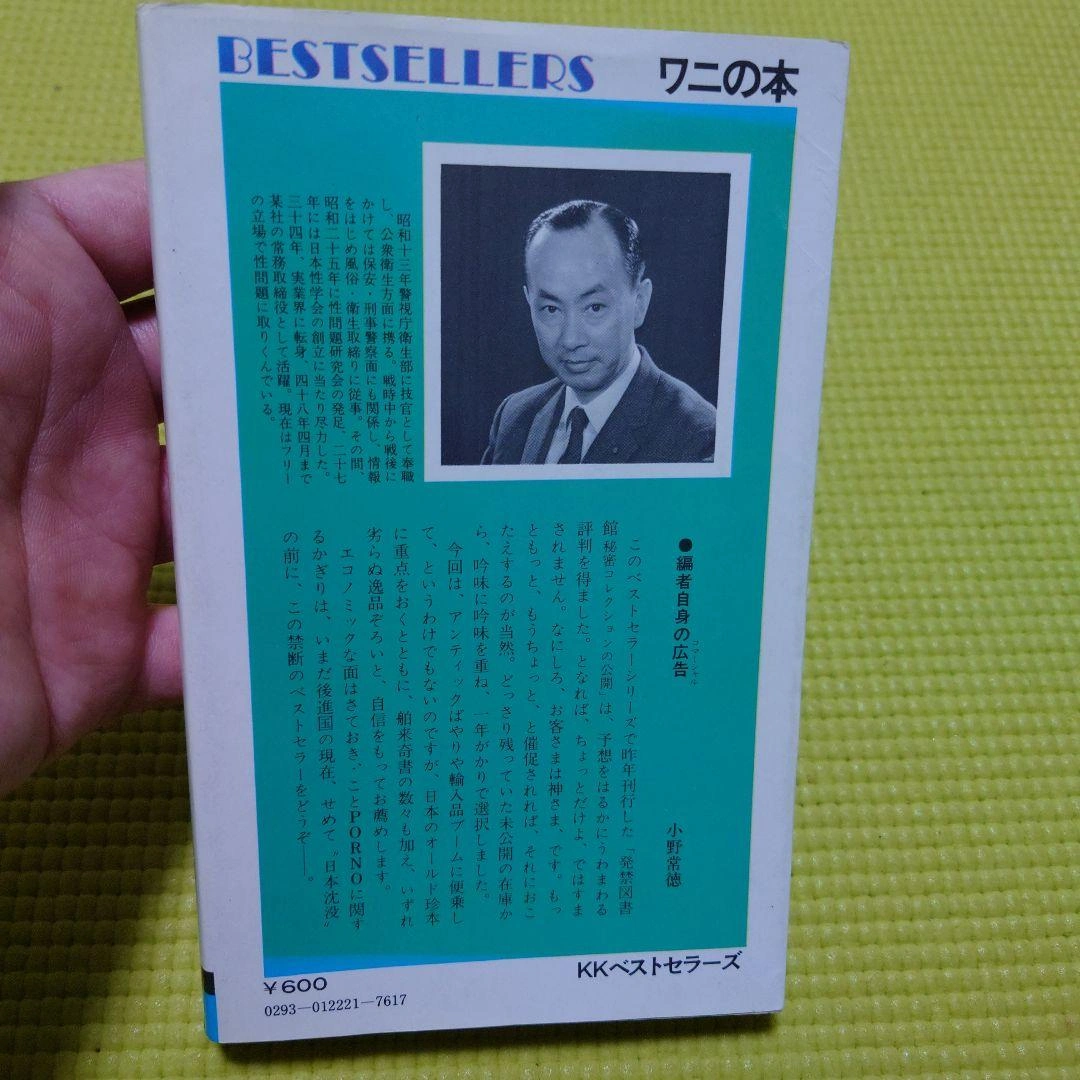 BESTSELLERS
ワニの本
昭和十三年警視庁衛生部に技官として奉職
し、公衆衛生方面に携る。戦時中から戦後に
かけては保安・刑事警察面にも関係し、情報
をはじめ風俗・衛生取締りに従事。その間、
昭和二十五年に性問題研究会の発足、二十七
年には日本性学会の創立に当たり尽力した。
三十四年、実業界に転身、四十八年四月まで
某社の常務取締役として活躍。現在はフリー
の立場で性問題に取りくんでいる。
●編者自身の広告
コマーシャル
小野常徳
このベストセラーシリーズで昨年刊行した「発禁図書
館 秘密コレクションの公開」は、予想をはるかにうわまわる
評判を得ました。となれば、ちょっとだけよ、ではすま
されません。なにしろ、お客さまは神さま、です。もっ
ともっと、もうちょっと、と催促されれば、それにおこ
たえするのが当然。どっさり残っていた未公開の在庫か
ら、吟味に吟味を重ね、一年がかりで選択しました。
今回は、アンティックばやりや輸入品ブームに便乗し
て、というわけでもないのですが、日本のオールド珍本
に重点をおくとともに、舶来奇書の数々も加え、いずれ
劣らぬ逸品ぞろいと、自信をもってお薦めします。
エコノミックな面はさておき、ことPORNOに関す
るかぎりは、いまだ後進国の現在、せめて〝日本沈没〟
の前に、この禁断のベストセラーをどうぞ――。
KKベストセラーズ
¥600
0293―012221―7617